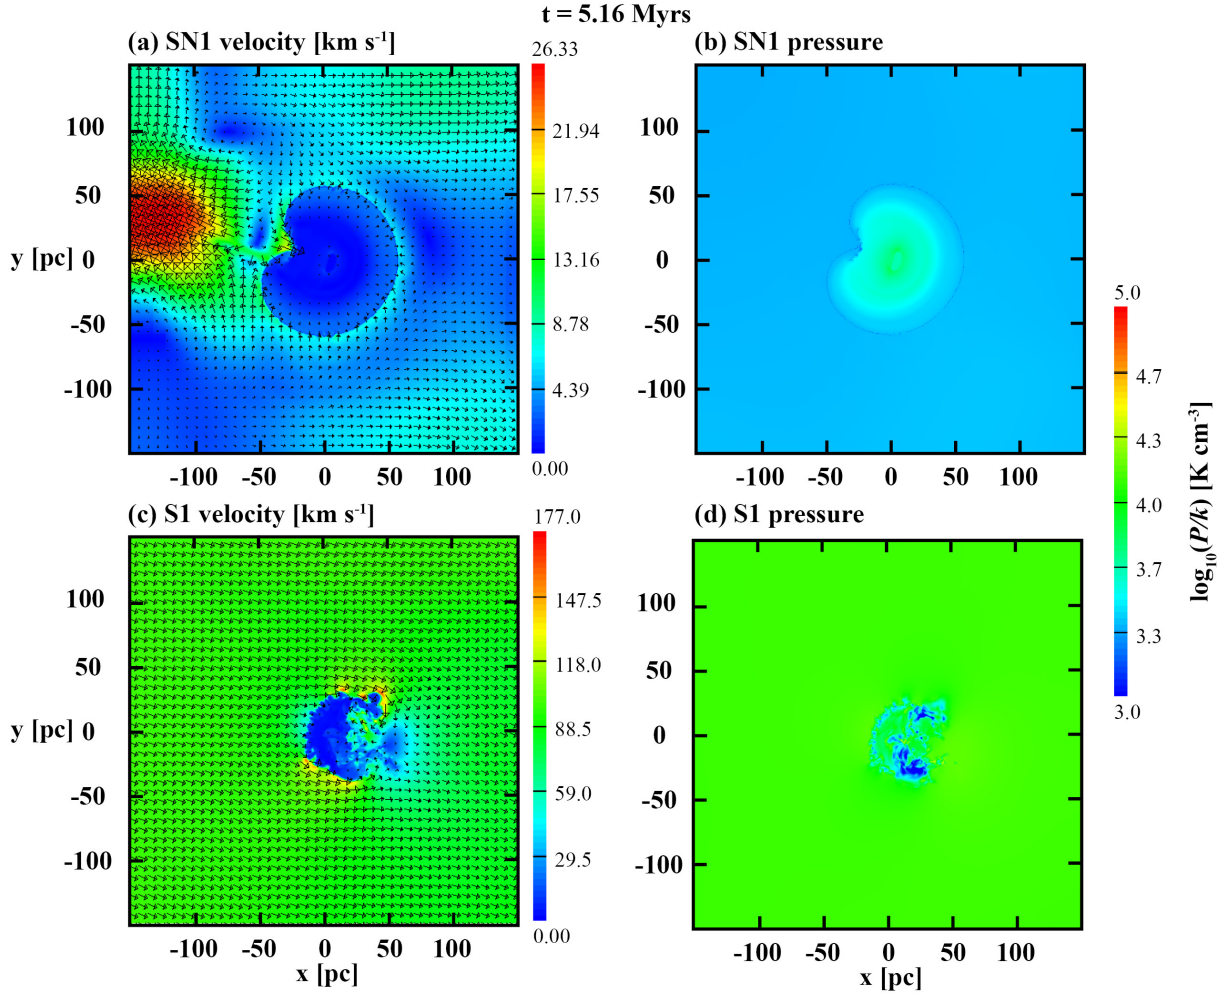 t = 5.16 Myrs
(a) SN1 velocity [km s⁻¹]
26.33
(b) SN1 pressure
100
50
y [pc] 0
-50
-100
21.94
17.55
13.16
8.78
4.39
0.00
100
50
0
-50
-100
-100 -50 0 50 100
-100 -50 0 50 100
(c) S1 velocity [km s⁻¹]
177.0
(d) S1 pressure
100
50
y [pc] 0
-50
-100
147.5
118.0
88.5
59.0
29.5
0.00
100
50
0
-50
-100
-100 -50 0 50 100
x [pc]
-100 -50 0 50 100
x [pc]
5.0
4.7
4.3
4.0
3.7
3.3
3.0
log₁₀(P/k) [K cm⁻³]